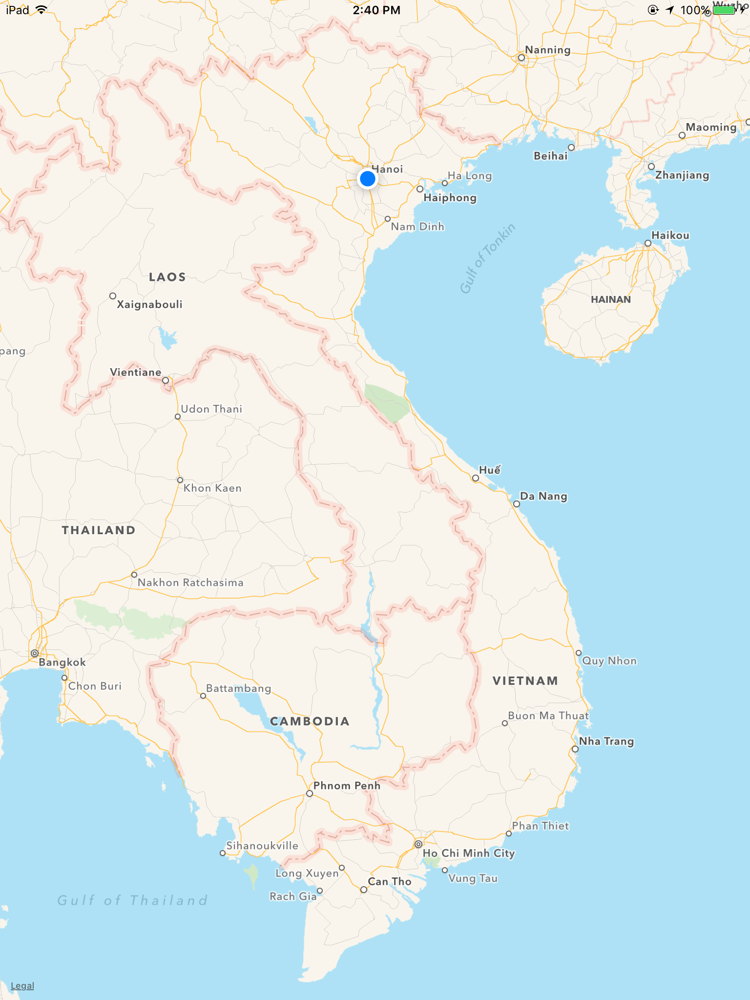 iPad
2:40 PM
100%
Nanning
Maoming
Beihai
Hanoi
Ha Long
Zhanjiang
Haiphong
Nam Dinh
Haikou
Gulf of Tonkin
LAOS
HAINAN
Xaignabouli
pang
Vientiane
Udon Thani
Huế
Khon Kaen
Da Nang
THAILAND
Nakhon Ratchasima
Bangkok
Quy Nhon
VIETNAM
Chon Buri
Battambang
Buon Ma Thuat
CAMBODIA
Nha Trang
Phnom Penh
Phan Thiet
Sihanoukville
Ho Chi Minh City
Long Xuyen
Vung Tau
Can Tho
Rach Gia
Gulf of Thailand
Legal